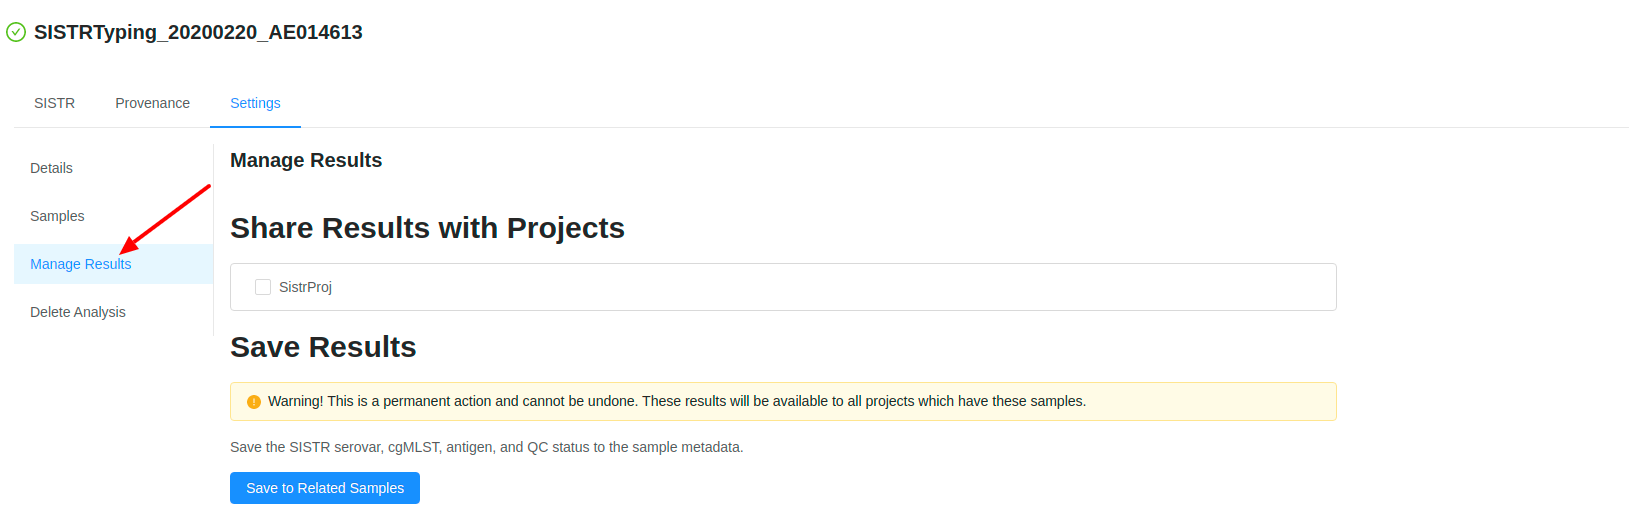 SISTRTyping_20200220_AE014613
SISTR Provenance Settings
Details
Samples
Manage Results
Delete Analysis
Manage Results
Share Results with Projects
SistrProj
Save Results
Warning! This is a permanent action and cannot be undone. These results will be available to all projects which have these samples.
Save the SISTR serovar, cgMLST, antigen, and QC status to the sample metadata.
Save to Related Samples